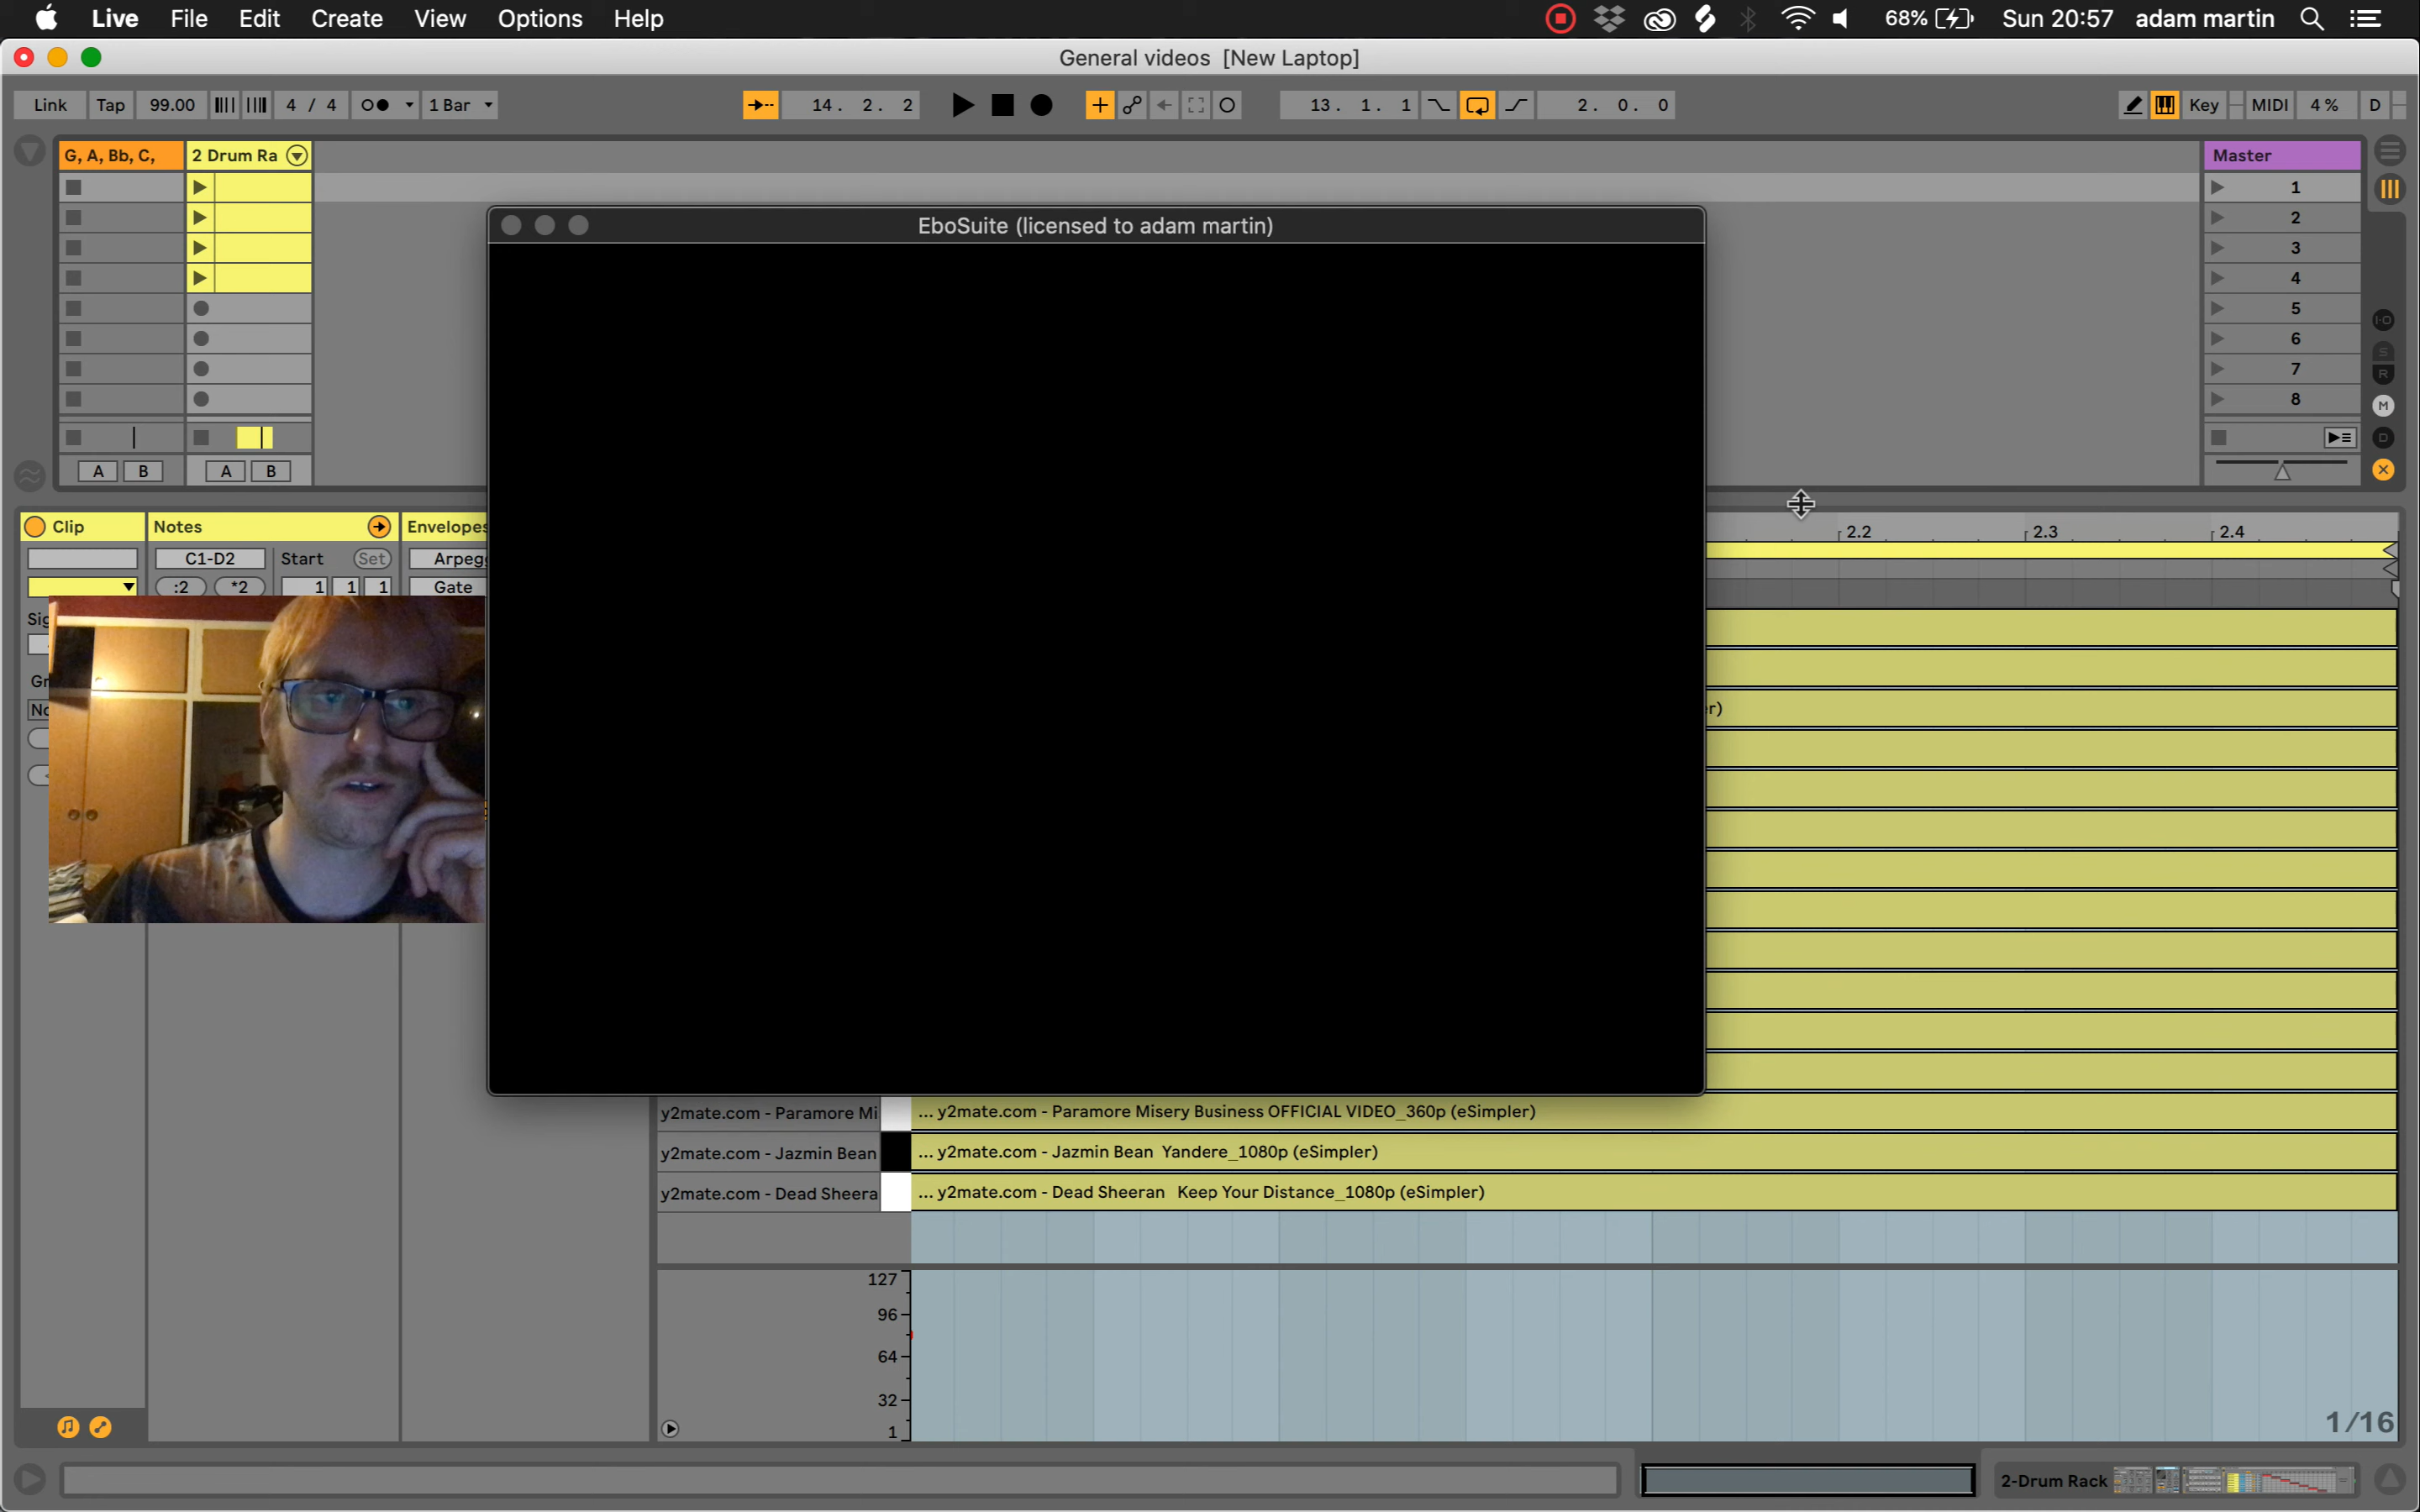 Live File Edit Create View Options Help 68% Sun 20:57 adam martin
General videos [New Laptop]
Link Tap 99.00 4 / 4 1 Bar 14. 2. 2 13. 1. 1 2. 0. 0 Key MIDI 4 % D
G, A, Bb, C, 2 Drum Ra Master
1
2
3
4
5
6
7
8
I·O
S
R
M
D
A B A B
EboSuite (licensed to adam martin)
Clip Notes Envelopes
C1-D2 Start Set Arpeg
:2 *2 1 1 1 Gate
2.2 2.3 2.4
Sig
Gr
No
r)
y2mate.com - Paramore Mi ... y2mate.com - Paramore Misery Business OFFICIAL VIDEO_360p (eSimpler)
y2mate.com - Jazmin Bean ... y2mate.com - Jazmin Bean Yandere_1080p (eSimpler)
y2mate.com - Dead Sheera ... y2mate.com - Dead Sheeran Keep Your Distance_1080p (eSimpler)
127
96
64
32
1
1/16
2-Drum Rack